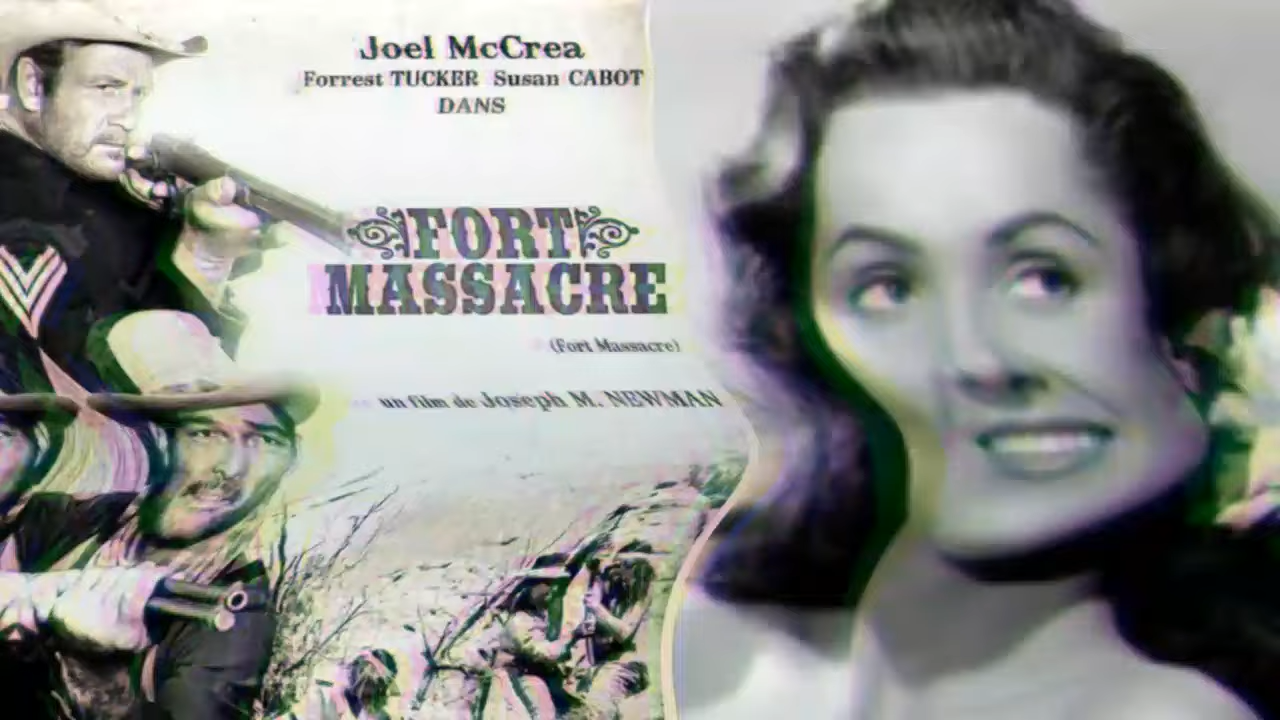 Joel McCrea
Forrest TUCKER Susan CABOT
DANS
FORT
MASSACRE
(Fort Massacre)
un film de Joseph M. NEWMAN